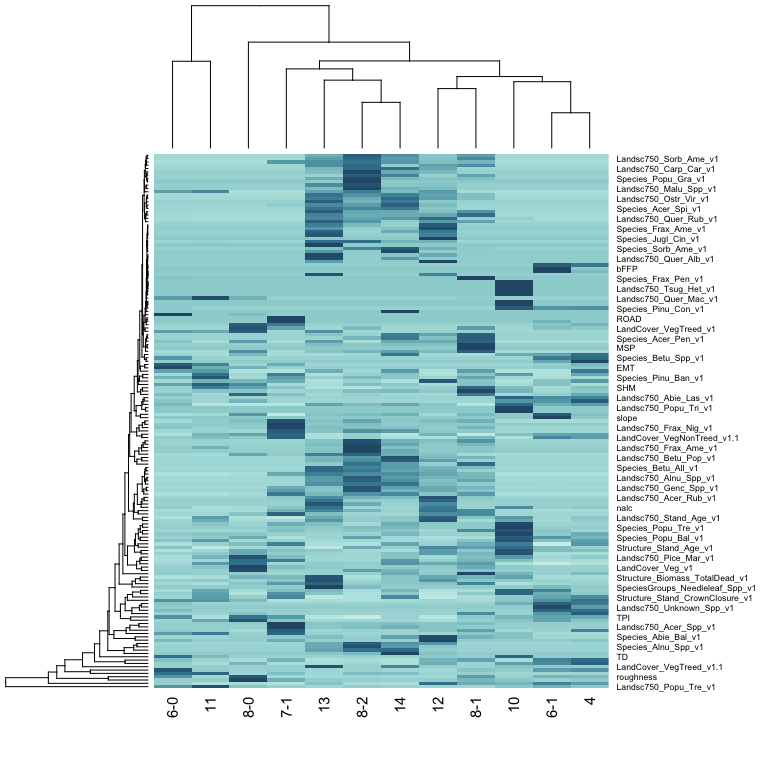 Landsc750_Sorb_Ame_v1
Landsc750_Carp_Car_v1
Species_Popu_Gra_v1
Landsc750_Malu_Spp_v1
Landsc750_Ostr_Vir_v1
Species_Acer_Spi_v1
Landsc750_Quer_Rub_v1
Species_Frax_Ame_v1
Species_Jugl_Cin_v1
Species_Sorb_Ame_v1
Landsc750_Quer_Alb_v1
bFFP
Species_Frax_Pen_v1
Landsc750_Tsug_Het_v1
Landsc750_Quer_Mac_v1
Species_Pinu_Con_v1
ROAD
LandCover_VegTreed_v1
Species_Acer_Pen_v1
MSP
Species_Betu_Spp_v1
EMT
Species_Pinu_Ban_v1
SHM
Landsc750_Abie_Las_v1
Landsc750_Popu_Tri_v1
slope
Landsc750_Frax_Nig_v1
LandCover_VegNonTreed_v1.1
Landsc750_Frax_Ame_v1
Landsc750_Betu_Pop_v1
Species_Betu_All_v1
Landsc750_Alnu_Spp_v1
Landsc750_Genc_Spp_v1
Landsc750_Acer_Rub_v1
nalc
Landsc750_Stand_Age_v1
Species_Popu_Tre_v1
Species_Popu_Bal_v1
Structure_Stand_Age_v1
Landsc750_Pice_Mar_v1
LandCover_Veg_v1
Structure_Biomass_TotalDead_v1
SpeciesGroups_Needleleaf_Spp_v1
Structure_Stand_CrownClosure_v1
Landsc750_Unknown_Spp_v1
TPI
Landsc750_Acer_Spp_v1
Species_Abie_Bal_v1
Species_Alnu_Spp_v1
TD
LandCover_VegTreed_v1.1
roughness
Landsc750_Popu_Tre_v1
6-0 11 8-0 7-1 13 8-2 14 12 8-1 10 6-1 4